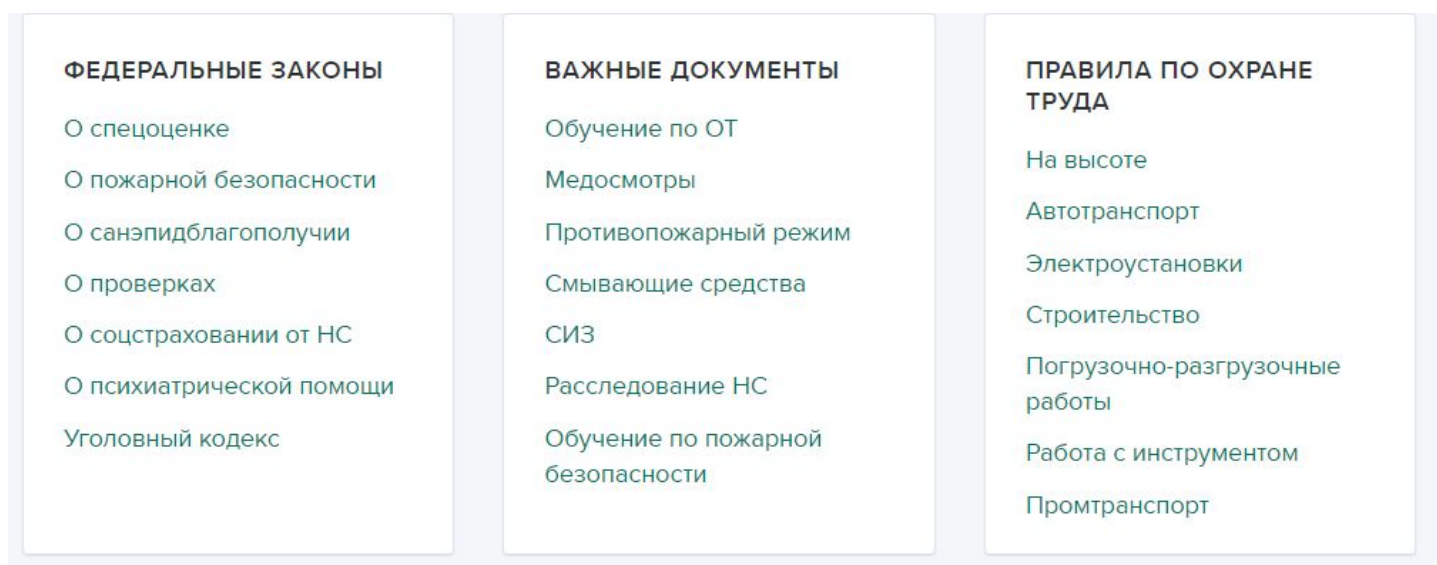 ФЕДЕРАЛЬНЫЕ ЗАКОНЫ
О спецоценке
О пожарной безопасности
О санэпидблагополучии
О проверках
О соцстраховании от НС
О психиатрической помощи
Уголовный кодекс
ВАЖНЫЕ ДОКУМЕНТЫ
Обучение по ОТ
Медосмотры
Противопожарный режим
Смывающие средства
СИЗ
Расследование НС
Обучение по пожарной
безопасности
ПРАВИЛА ПО ОХРАНЕ
ТРУДА
На высоте
Автотранспорт
Электроустановки
Строительство
Погрузочно-разгрузочные
работы
Работа с инструментом
Промтранспорт